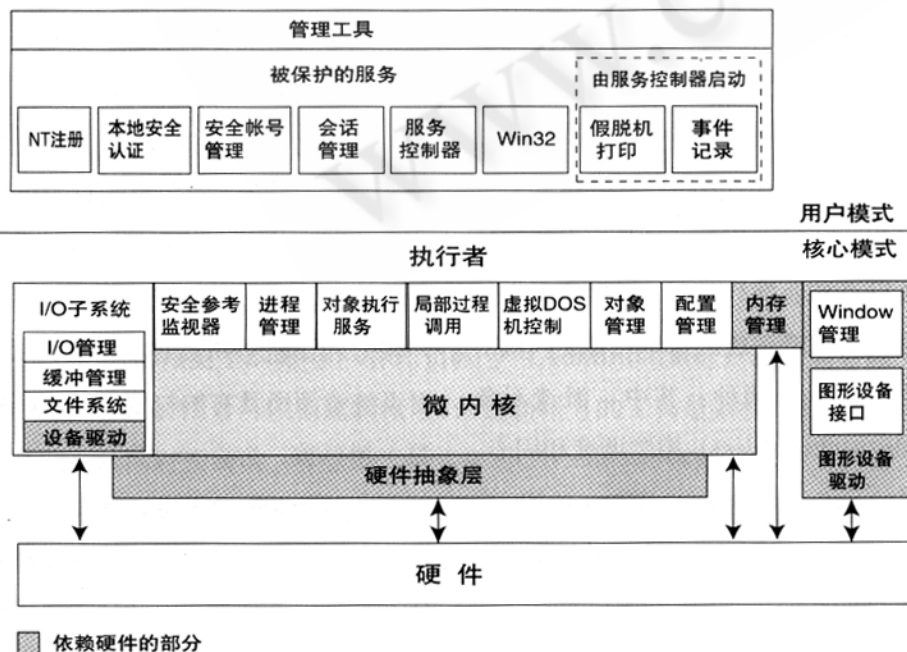 管理工具
被保护的服务
由服务控制器启动
NT注册
本地安全
认证
安全帐号
管理
会话
管理
服务
控制器
Win32
假脱机
打印
事件
记录
用户模式
核心模式
执行者
I/O子系统
I/O管理
缓冲管理
文件系统
设备驱动
安全参考
监视器
进程
管理
对象执行
服务
局部过程
调用
虚拟DOS
机控制
对象
管理
配置
管理
内存
管理
Window
管理
图形设备
接口
图形设备
驱动
微内核
硬件抽象层
硬件
依赖硬件的部分